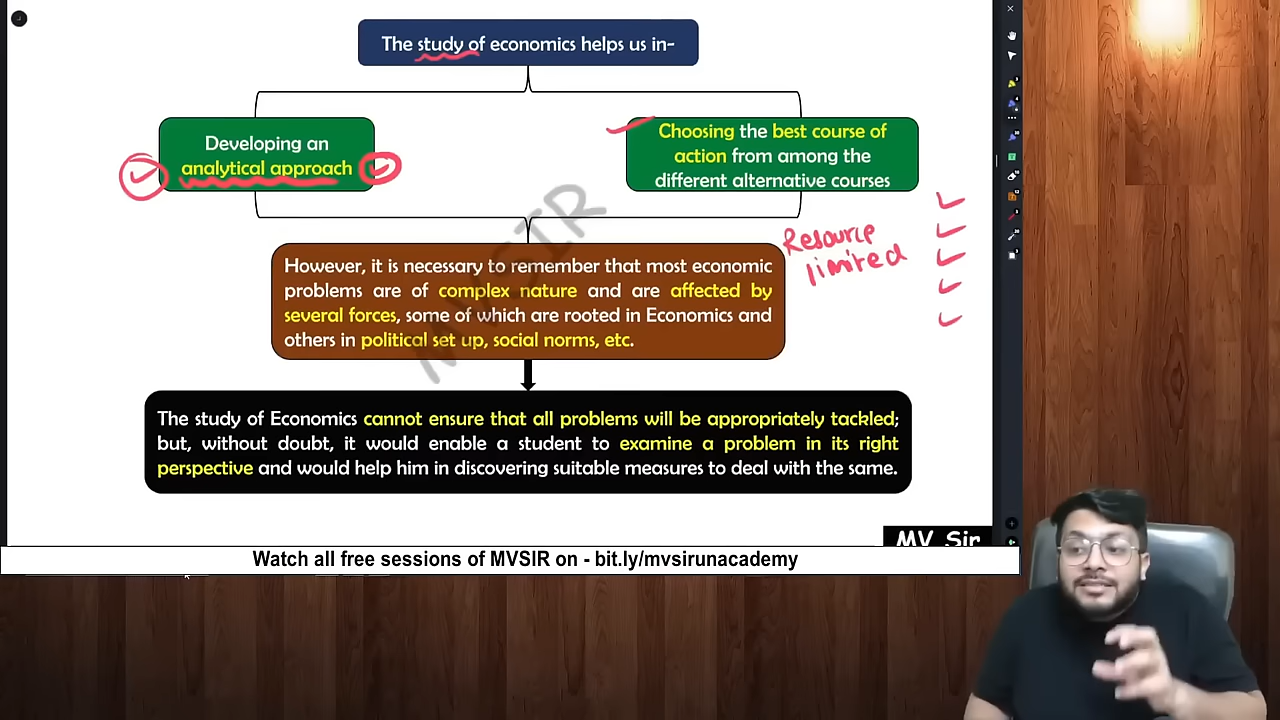 The study of economics helps us in-
Developing an
analytical approach
Choosing the best course of
action from among the
different alternative courses
Resource
limited
However, it is necessary to remember that most economic
problems are of complex nature and are affected by
several forces, some of which are rooted in Economics and
others in political set up, social norms, etc.
MVSIR
The study of Economics cannot ensure that all problems will be appropriately tackled;
but, without doubt, it would enable a student to examine a problem in its right
perspective and would help him in discovering suitable measures to deal with the same.
MV Sir
Watch all free sessions of MVSIR on - bit.ly/mvsirunacademy